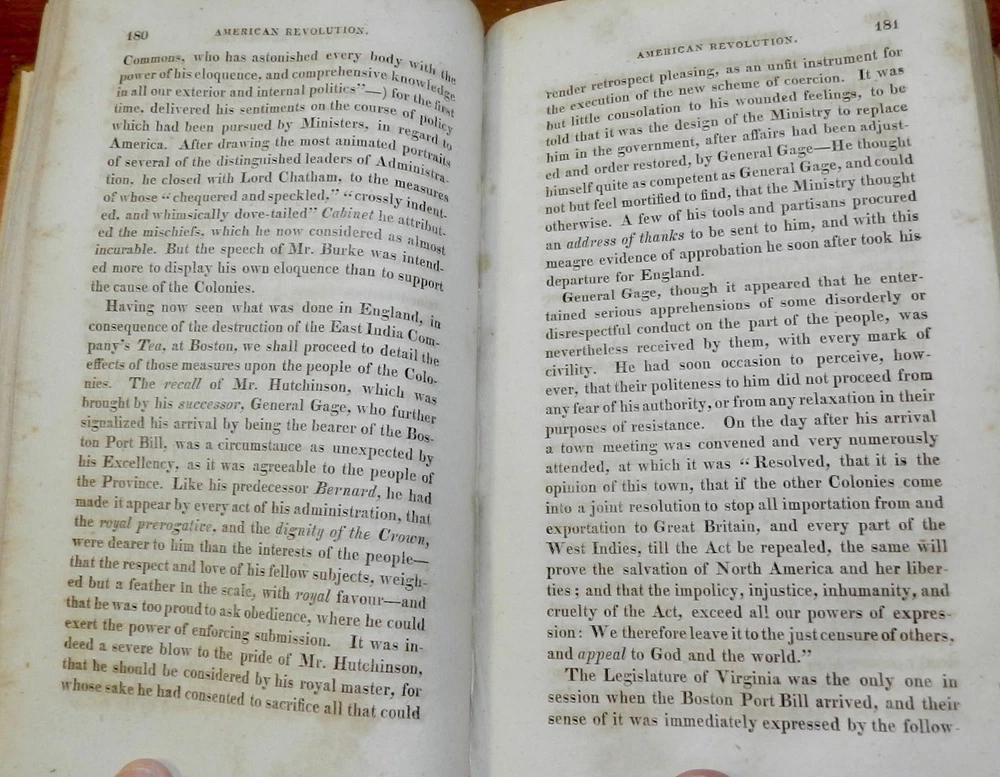 180
AMERICAN REVOLUTION.
Commons, who has astonished every body with the
power of his eloquence, and comprehensive knowledge
in all our exterior and internal politics"—) for the first
time, delivered his sentiments on the course of policy
which had been pursued by Ministers, in regard to
America. After drawing the most animated portraits
of several of the distinguished leaders of Administra-
tion, he closed with Lord Chatham, to the measures
of whose "chequered and speckled," "crossly indent-
ed, and whimsically dove-tailed" Cabinet he attribut-
ed the mischiefs, which he now considered as almost
incurable. But the speech of Mr. Burke was intend-
ed more to display his own eloquence than to support
the cause of the Colonies.
Having now seen what was done in England, in
consequence of the destruction of the East India Com-
pany's Tea, at Boston, we shall proceed to detail the
effects of those measures upon the people of the Colo-
nies. The recall of Mr. Hutchinson, which was
brought by his successor, General Gage, who further
signalized his arrival by being the bearer of the Bos-
ton Port Bill, was a circumstance as unexpected by
his Excellency, as it was agreeable to the people of
the Province. Like his predecessor Bernard, he had
made it appear by every act of his administration, that
the royal prerogative, and the dignity of the Crown,
were dearer to him than the interests of the people—
that the respect and love of his fellow subjects, weigh-
ed but a feather in the scale, with royal favour—and
that he was too proud to ask obedience, where he could
exert the power of enforcing submission. It was in-
deed a severe blow to the pride of Mr. Hutchinson,
that he should be considered by his royal master, for
whose sake he had consented to sacrifice all that could
AMERICAN REVOLUTION.
181
render retrospect pleasing, as an unfit instrument for
the execution of the new scheme of coercion. It was
but little consolation to his wounded feelings, to be
told that it was the design of the Ministry to replace
him in the government, after affairs had been adjust-
ed and order restored, by General Gage—He thought
himself quite as competent as General Gage, and could
not but feel mortified to find, that the Ministry thought
otherwise. A few of his tools and partisans procured
an address of thanks to be sent to him, and with this
meagre evidence of approbation he soon after took his
departure for England.
General Gage, though it appeared that he enter-
tained serious apprehensions of some disorderly or
disrespectful conduct on the part of the people, was
nevertheless received by them, with every mark of
civility. He had soon occasion to perceive, how-
ever, that their politeness to him did not proceed from
any fear of his authority, or from any relaxation in their
purposes of resistance. On the day after his arrival
a town meeting was convened and very numerously
attended, at which it was "Resolved, that it is the
opinion of this town, that if the other Colonies come
into a joint resolution to stop all importation from and
exportation to Great Britain, and every part of the
West Indies, till the Act be repealed, the same will
prove the salvation of North America and her liber-
ties; and that the impolicy, injustice, inhumanity, and
cruelty of the Act, exceed all our powers of expres-
sion: We therefore leave it to the just censure of others,
and appeal to God and the world."
The Legislature of Virginia was the only one in
session when the Boston Port Bill arrived, and their
sense of it was immediately expressed by the follow-